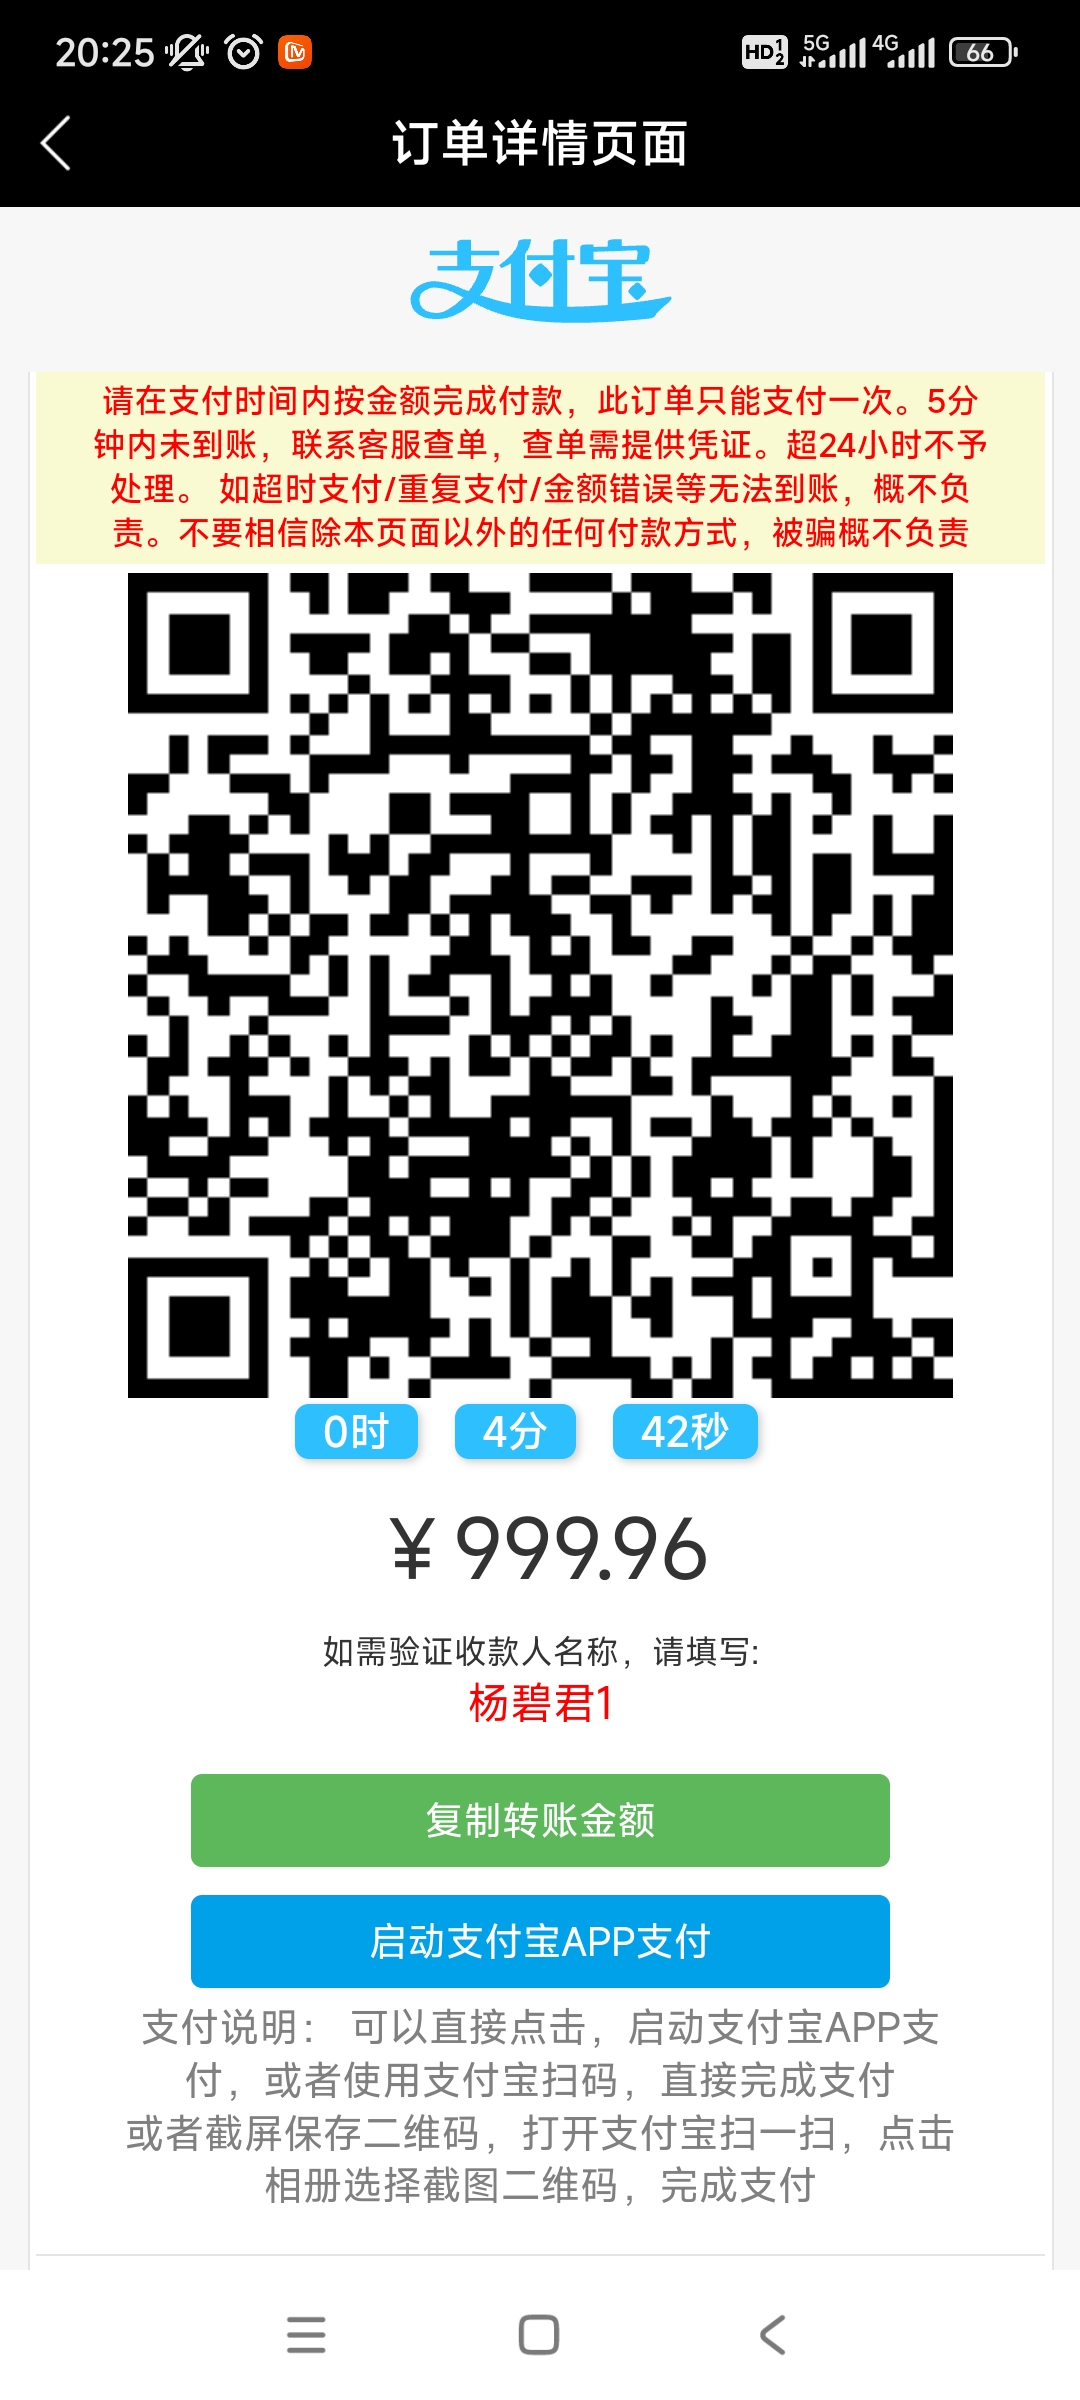 20:25
HD 1 2 5G 4G 66
订单详情页面
支付宝
请在支付时间内按金额完成付款，此订单只能支付一次。5分
钟内未到账，联系客服查单，查单需提供凭证。超24小时不予
处理。 如超时支付/重复支付/金额错误等无法到账，概不负
责。不要相信除本页面以外的任何付款方式，被骗概不负责
0时 4分 42秒
¥ 999.96
如需验证收款人名称，请填写:
杨碧君1
复制转账金额
启动支付宝APP支付
支付说明： 可以直接点击，启动支付宝APP支
付，或者使用支付宝扫码，直接完成支付
或者截屏保存二维码，打开支付宝扫一扫，点击
相册选择截图二维码，完成支付